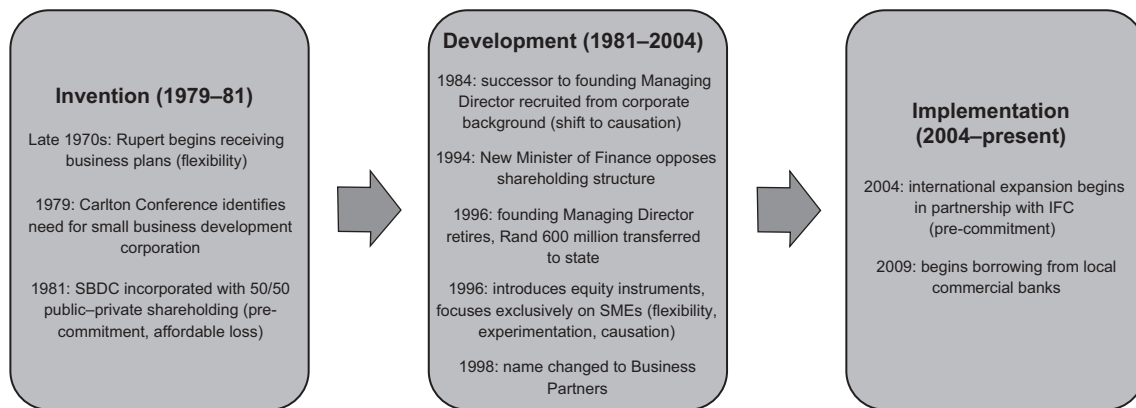 Invention (1979–81)
Late 1970s: Rupert begins receiving
business plans (flexibility)
1979: Carlton Conference identifies
need for small business development
corporation
1981: SBDC incorporated with 50/50
public–private shareholding (pre-
commitment, affordable loss)
Development (1981–2004)
1984: successor to founding Managing
Director recruited from corporate
background (shift to causation)
1994: New Minister of Finance opposes
shareholding structure
1996: founding Managing Director
retires, Rand 600 million transferred
to state
1996: introduces equity instruments,
focuses exclusively on SMEs (flexibility,
experimentation, causation)
1998: name changed to Business
Partners
Implementation
(2004–present)
2004: international expansion begins
in partnership with IFC
(pre-commitment)
2009: begins borrowing from local
commercial banks